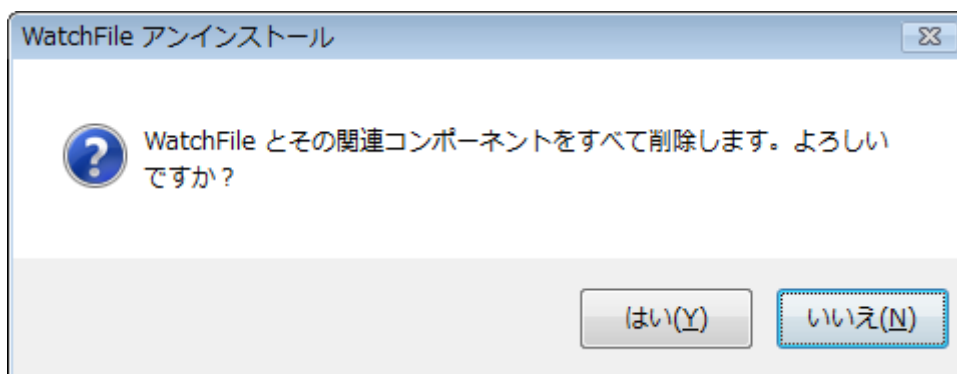 WatchFile アンインストール
WatchFile とその関連コンポーネントをすべて削除します。よろしい
ですか？
はい(Y)
いいえ(N)